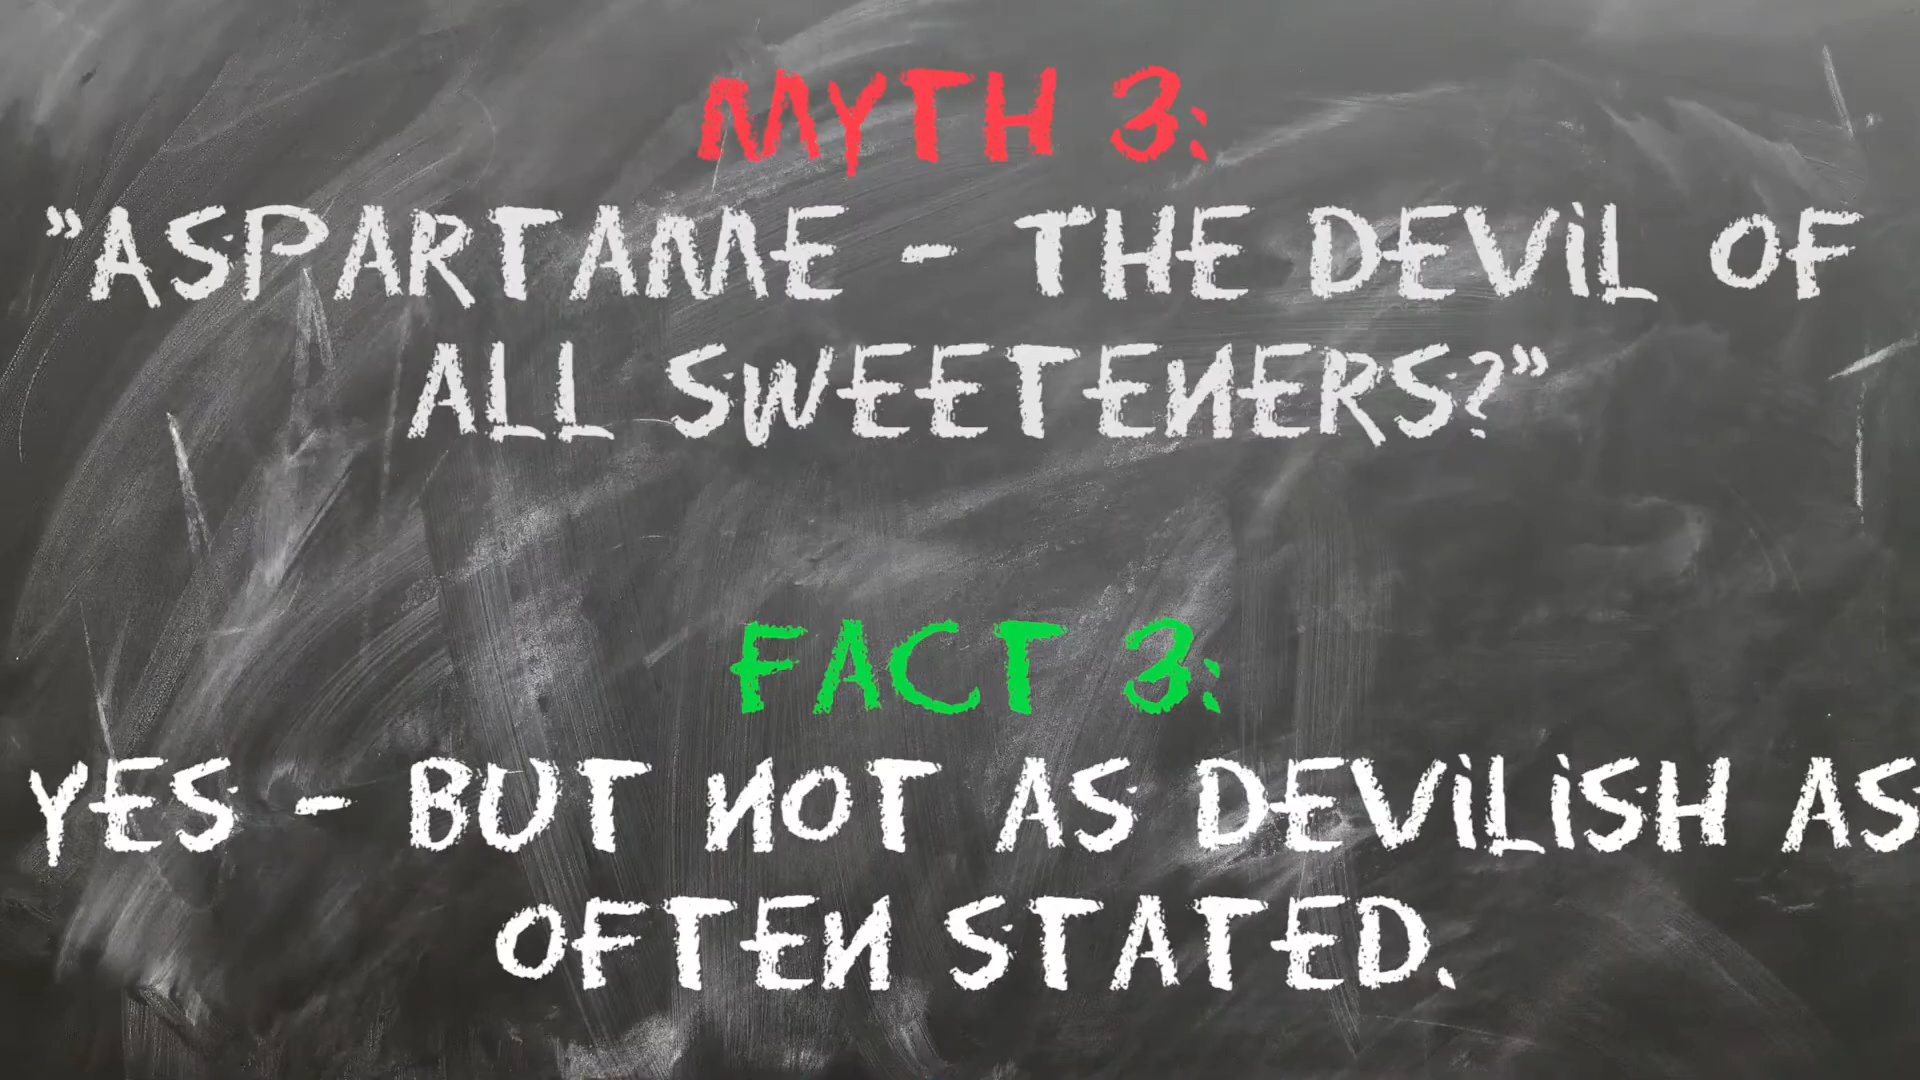 MYTH 3:
"ASPARTAME - THE DEVIL OF
ALL SWEETENERS?"
FACT 3:
YES - BUT NOT AS DEVILISH AS
OFTEN STATED.